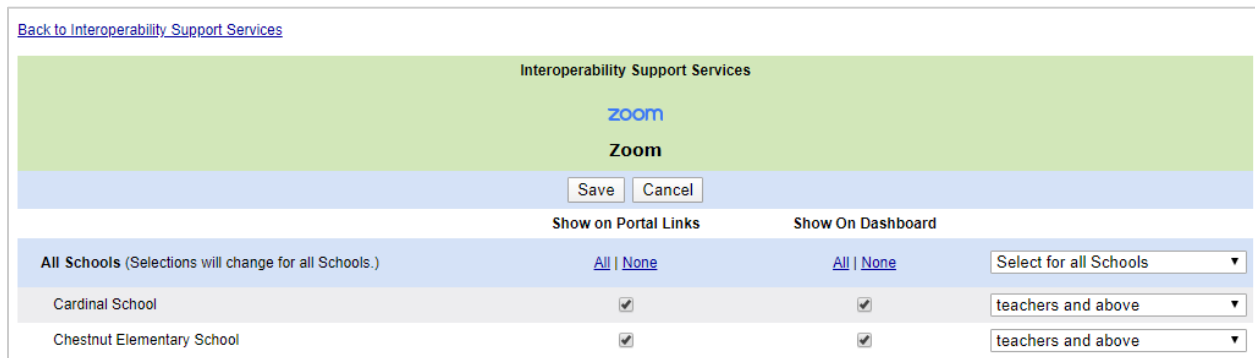 Back to Interoperability Support Services
Interoperability Support Services
zoom
Zoom
Save Cancel
Show on Portal Links Show On Dashboard
All Schools (Selections will change for all Schools.) All | None All | None Select for all Schools
Cardinal School teachers and above
Chestnut Elementary School teachers and above